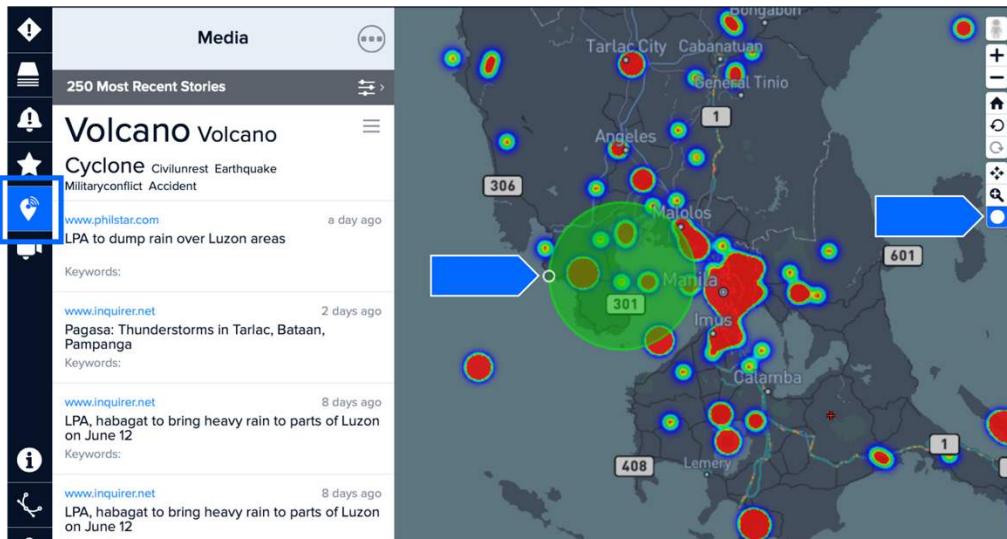 Media
250 Most Recent Stories
Volcano Volcano
Cyclone Civilunrest Earthquake
Militaryconflict Accident
www.philstar.com a day ago
LPA to dump rain over Luzon areas
Keywords:
www.inquirer.net 2 days ago
Pagasa: Thunderstorms in Tarlac, Bataan,
Pampanga
Keywords:
www.inquirer.net 8 days ago
LPA, habagat to bring heavy rain to parts of Luzon
on June 12
Keywords:
www.inquirer.net 8 days ago
LPA, habagat to bring heavy rain to parts of Luzon
on June 12
Bongabon
Tarlac City Cabanatuan
General Tinio
1
Angeles
306
Malolos
601
Manila
301
Imus
Calamba
1
408
Lemery